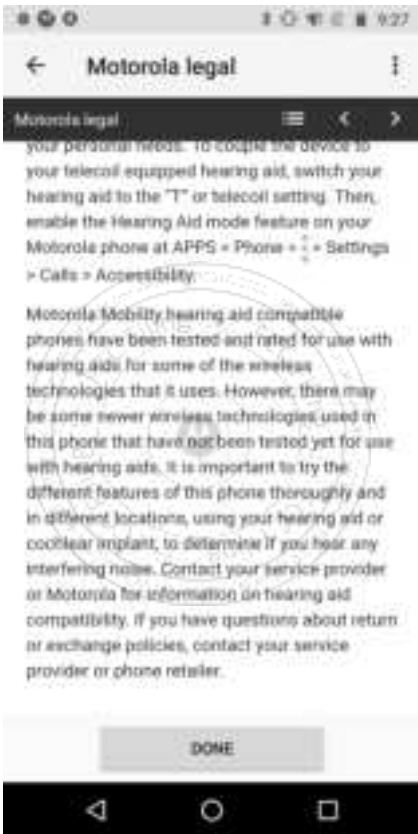 9:27
Motorola legal
Motorola legal
your personal needs. To couple the device to
your telecoil equipped hearing aid, switch your
hearing aid to the "T" or telecoil setting. Then,
enable the Hearing Aid mode feature on your
Motorola phone at APPS > Phone > ⋮ > Settings
> Calls > Accessibility.
Motorola Mobility hearing aid compatible
phones have been tested and rated for use with
hearing aids for some of the wireless
technologies that it uses. However, there may
be some newer wireless technologies used in
this phone that have not been tested yet for use
with hearing aids. It is important to try the
different features of this phone thoroughly and
in different locations, using your hearing aid or
cochlear implant, to determine if you hear any
interfering noise. Contact your service provider
or Motorola for information on hearing aid
compatibility. If you have questions about return
or exchange policies, contact your service
provider or phone retailer.
DONE